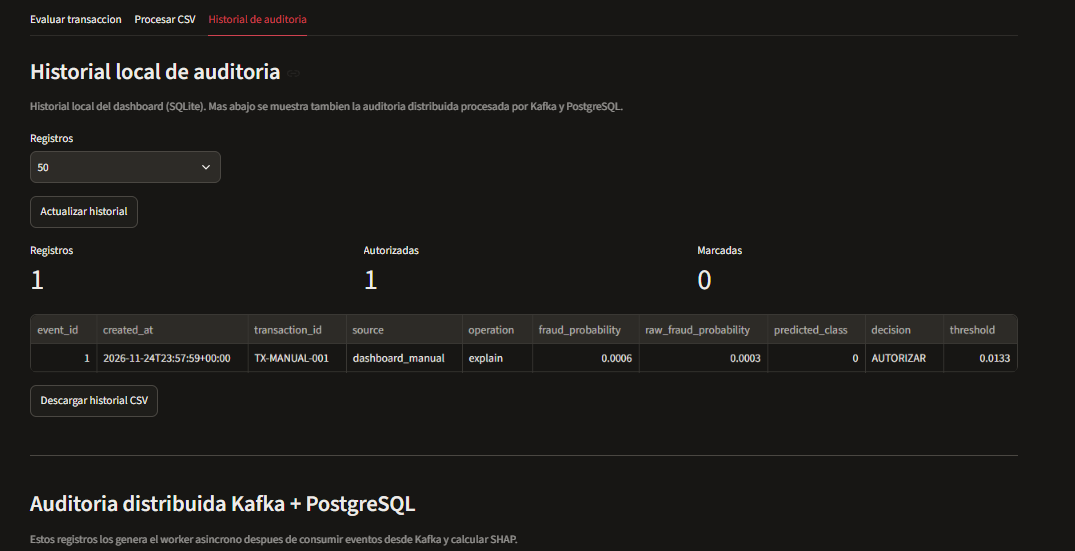 Evaluar transaccion Procesar CSV Historial de auditoria
Historial local de auditoria
Historial local del dashboard (SQLite). Mas abajo se muestra tambien la auditoria distribuida procesada por Kafka y PostgreSQL.
Registros
50
Actualizar historial
Registros Autorizadas Marcadas
1 1 0
event_id created_at transaction_id source operation fraud_probability raw_fraud_probability predicted_class decision threshold
1 2026-11-24T23:57:59+00:00 TX-MANUAL-001 dashboard_manual explain 0.0006 0.0003 0 AUTORIZAR 0.0133
Descargar historial CSV
Auditoria distribuida Kafka + PostgreSQL
Estos registros los genera el worker asincrono despues de consumir eventos desde Kafka y calcular SHAP.